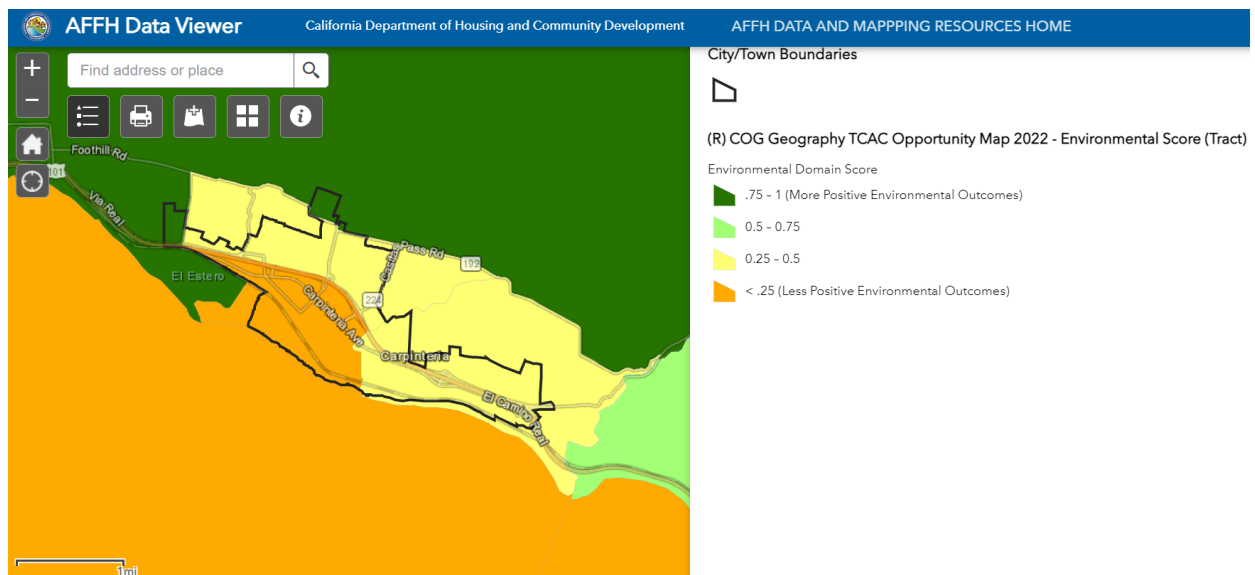 AFFH Data Viewer
California Department of Housing and Community Development
AFFH DATA AND MAPPPING RESOURCES HOME
+
Find address or place
−
i
Foothill Rd
101
Via Real
El Estero
Pass Rd
192
Casitas
224
Carpinteria Ave
Carpinteria
El Camino Real
1mi
City/Town Boundaries
(R) COG Geography TCAC Opportunity Map 2022 - Environmental Score (Tract)
Environmental Domain Score
.75 - 1 (More Positive Environmental Outcomes)
0.5 - 0.75
0.25 - 0.5
< .25 (Less Positive Environmental Outcomes)